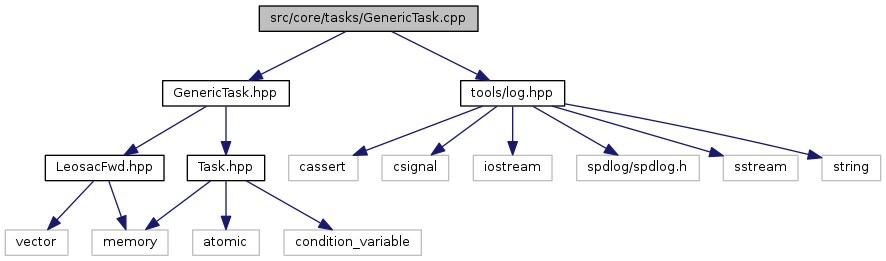 src/core/tasks/GenericTask.cpp
GenericTask.hpp
tools/log.hpp
LeosacFwd.hpp
Task.hpp
cassert
csignal
iostream
spdlog/spdlog.h
sstream
string
vector
memory
atomic
condition_variable